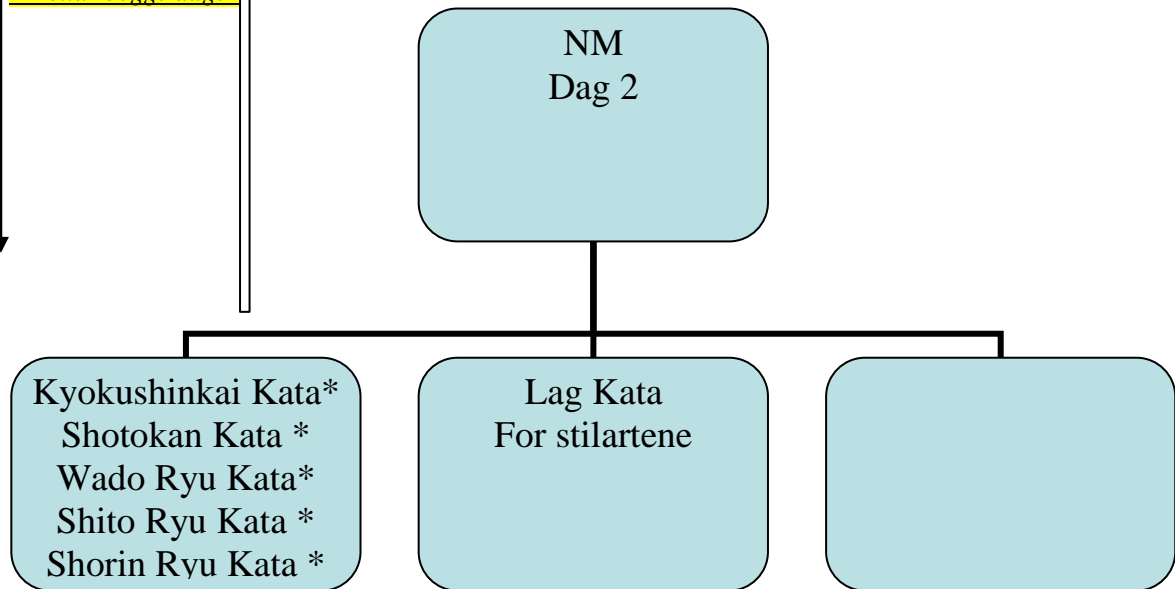 NM
Dag 2
Kyokushinkai Kata*
Shotokan Kata *
Wado Ryu Kata*
Shito Ryu Kata *
Shorin Ryu Kata *
Lag Kata
For stilartene